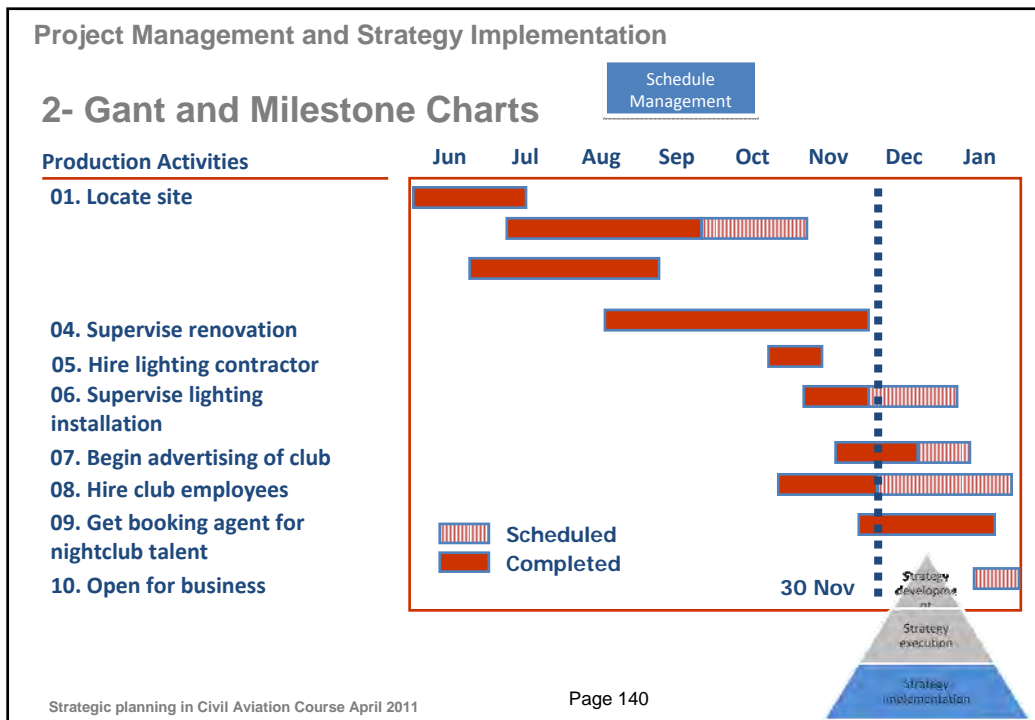 Project Management and Strategy Implementation
Schedule
Management
2- Gant and Milestone Charts
Production Activities
Jun Jul Aug Sep Oct Nov Dec Jan
01. Locate site
04. Supervise renovation
05. Hire lighting contractor
06. Supervise lighting
installation
07. Begin advertising of club
08. Hire club employees
09. Get booking agent for
nightclub talent
10. Open for business
Scheduled
Completed
30 Nov
Strategy
developme
nt
Strategy
execution
Strategy
implementation
Strategic planning in Civil Aviation Course April 2011
Page 140